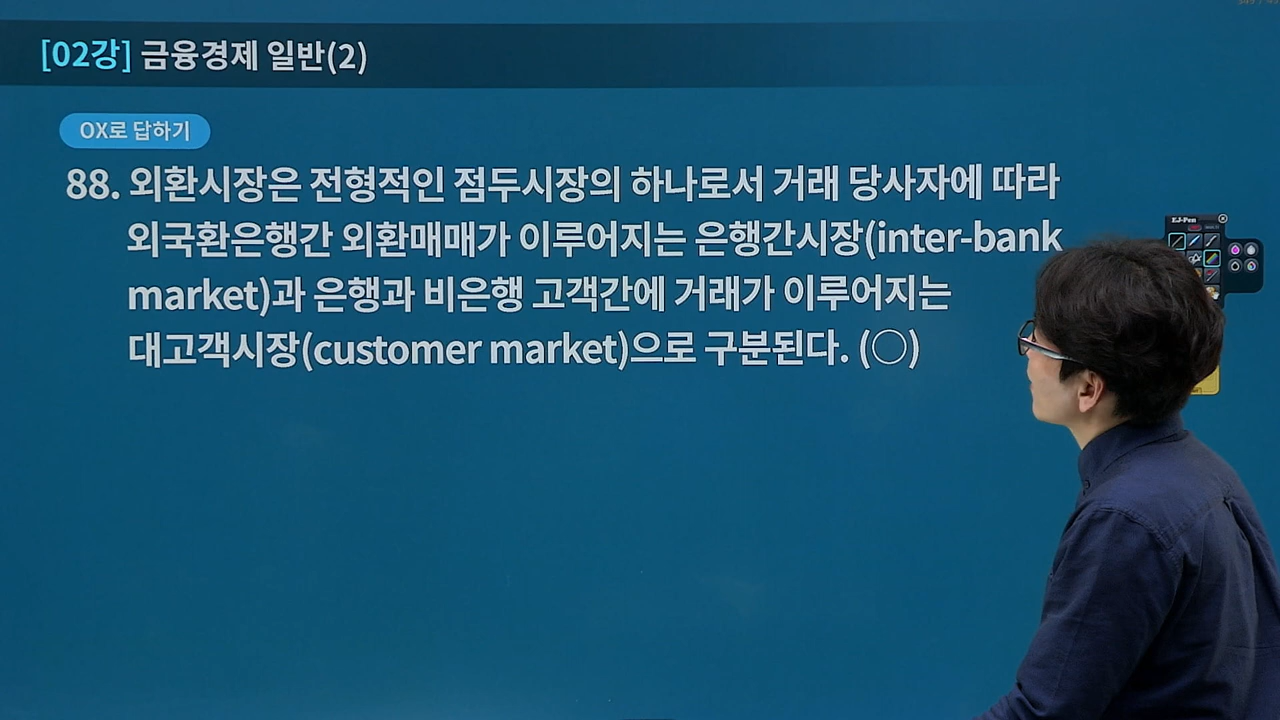 [02강] 금융경제 일반(2)
OX로 답하기
88. 외환시장은 전형적인 점두시장의 하나로서 거래 당사자에 따라
외국환은행간 외환매매가 이루어지는 은행간시장(inter-bank
market)과 은행과 비은행 고객간에 거래가 이루어지는
대고객시장(customer market)으로 구분된다. (○)
EJ-Pen